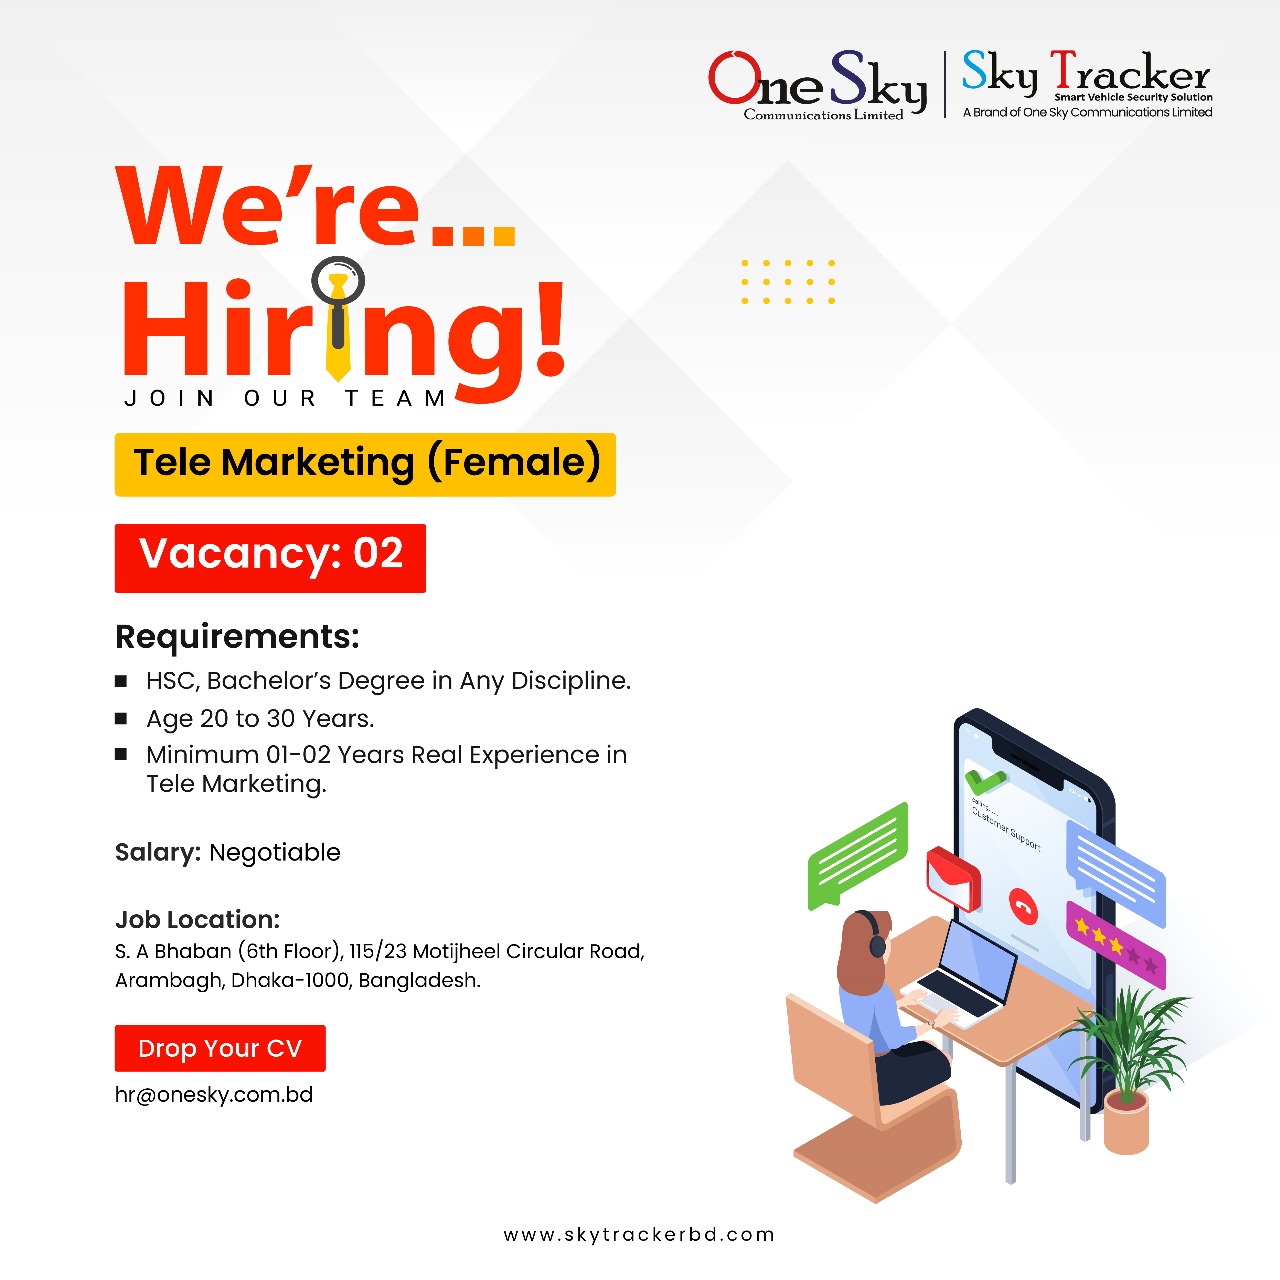 One Sky
Communications Limited
Sky Tracker
Smart Vehicle Security Solution
A Brand of One Sky Communications Limited
We're...
Hiring!
JOIN OUR TEAM
Tele Marketing (Female)
Vacancy: 02
Requirements:
HSC, Bachelor's Degree in Any Discipline.
Age 20 to 30 Years.
Minimum 01-02 Years Real Experience in
Tele Marketing.
Salary: Negotiable
Job Location:
S. A Bhaban (6th Floor), 115/23 Motijheel Circular Road,
Arambagh, Dhaka-1000, Bangladesh.
Drop Your CV
hr@onesky.com.bd
Customer Support
www.skytrackerbd.com